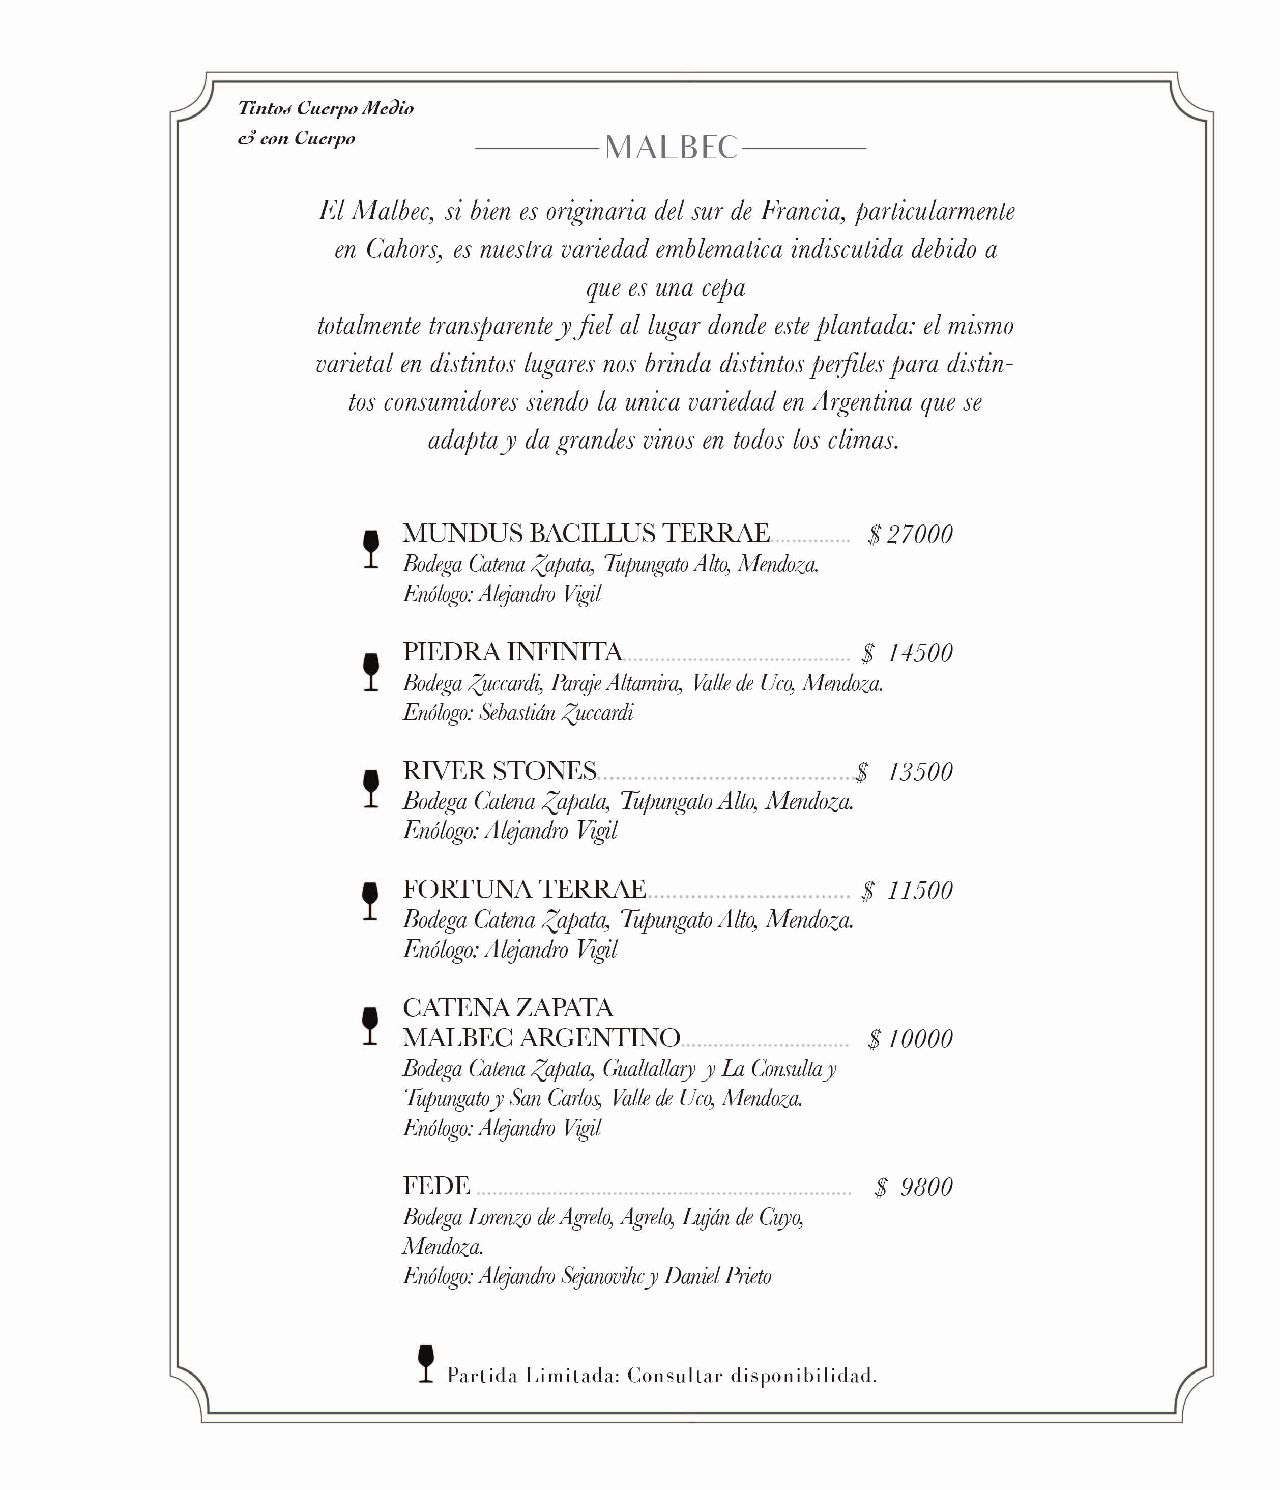 Tintos Cuerpo Medio
& con Cuerpo
MALBEC
El Malbec, si bien es originaria del sur de Francia, particularmente
en Cahors, es nuestra variedad emblematica indiscutida debido a
que es una cepa
totalmente transparente y fiel al lugar donde este plantada: el mismo
varietal en distintos lugares nos brinda distintos perfiles para distin-
tos consumidores siendo la unica variedad en Argentina que se
adapta y da grandes vinos en todos los climas.
MUNDUS BACILLUS TERRAE.............. $ 27000
Bodega Catena Zapata, Tupungato Alto, Mendoza.
Enólogo: Alejandro Vigil
PIEDRA INFINITA...................................... $ 14500
Bodega Zuccardi, Paraje Altamira, Valle de Uco, Mendoza.
Enólogo: Sebastián Zuccardi
RIVER STONES..........................................$ 13500
Bodega Catena Zapata, Tupungato Alto, Mendoza.
Enólogo: Alejandro Vigil
FORTUNA TERRAE................................. $ 11500
Bodega Catena Zapata, Tupungato Alto, Mendoza.
Enólogo: Alejandro Vigil
CATENA ZAPATA
MALBEC ARGENTINO............................ $ 10000
Bodega Catena Zapata, Gualtallary y La Consulta y
Tupungato y San Carlos, Valle de Uco, Mendoza.
Enólogo: Alejandro Vigil
FEDE .............................................................. $ 9800
Bodega Lorenzo de Agrelo, Agrelo, Luján de Cuyo,
Mendoza.
Enólogo: Alejandro Sejanovihc y Daniel Prieto
Partida Limitada: Consultar disponibilidad.